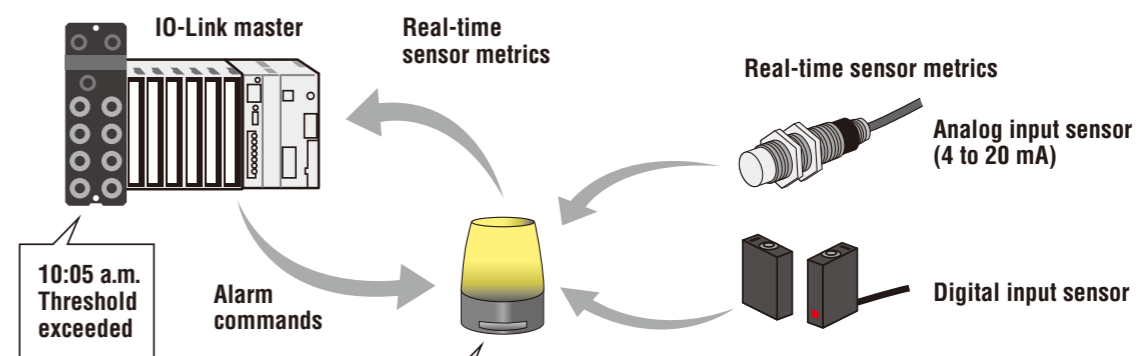 IO-Link master
Real-time
sensor metrics
Real-time sensor metrics
Analog input sensor
(4 to 20 mA)
10:05 a.m.
Threshold
exceeded
Alarm
commands
Digital input sensor